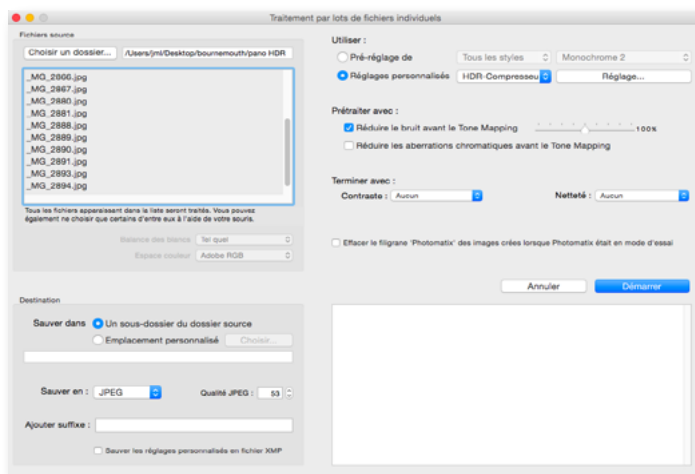 Traitement par lots de fichiers individuels
Fichiers source
Choisir un dossier... /Users/jml/Desktop/bournemouth/pano HDR
_MG_2866.jpg
_MG_2867.jpg
_MG_2880.jpg
_MG_2881.jpg
_MG_2888.jpg
_MG_2889.jpg
_MG_2890.jpg
_MG_2891.jpg
_MG_2893.jpg
_MG_2894.jpg
Tous les fichiers apparaissant dans la liste seront traités. Vous pouvez
également ne choisir que certains d'entre eux à l'aide de votre souris.
Balance des blancs Tel quel
Espace couleur Adobe RGB
Destination
Sauver dans Un sous-dossier du dossier source
Emplacement personnalisé Choisir...
Sauver en : JPEG Qualité JPEG : 53
Ajouter suffixe :
Sauver les réglages personnalisés en fichier XMP
Utiliser :
Pré-réglage de Tous les styles Monochrome 2
Réglages personnalisés HDR-Compresseu Réglage...
Prétraiter avec :
Réduire le bruit avant le Tone Mapping 100%
Réduire les aberrations chromatiques avant le Tone Mapping
Terminer avec :
Contraste : Aucun Netteté : Aucun
Effacer le filigrane 'Photomatix' des images crées lorsque Photomatix était en mode d'essai
Annuler Démarrer